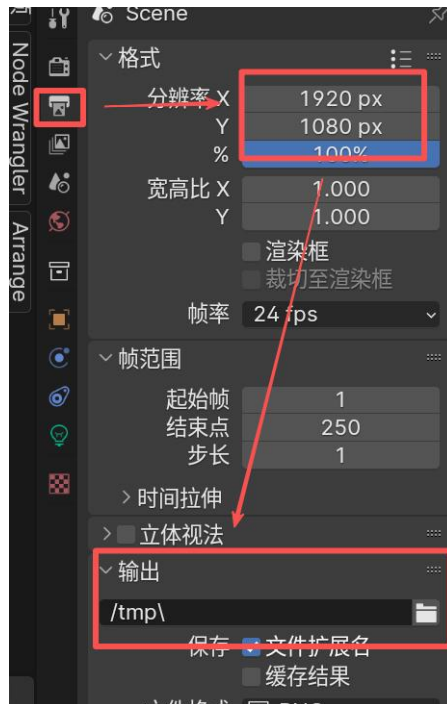 Scene
Node Wrangler
Arrange
格式
分辨率 X 1920 px
Y 1080 px
% 100%
宽高比 X 1.000
Y 1.000
渲染框
裁切至渲染框
帧率 24 fps
帧范围
起始帧 1
结束点 250
步长 1
时间拉伸
立体视法
输出
/tmp\
保存 文件扩展名
缓存结果